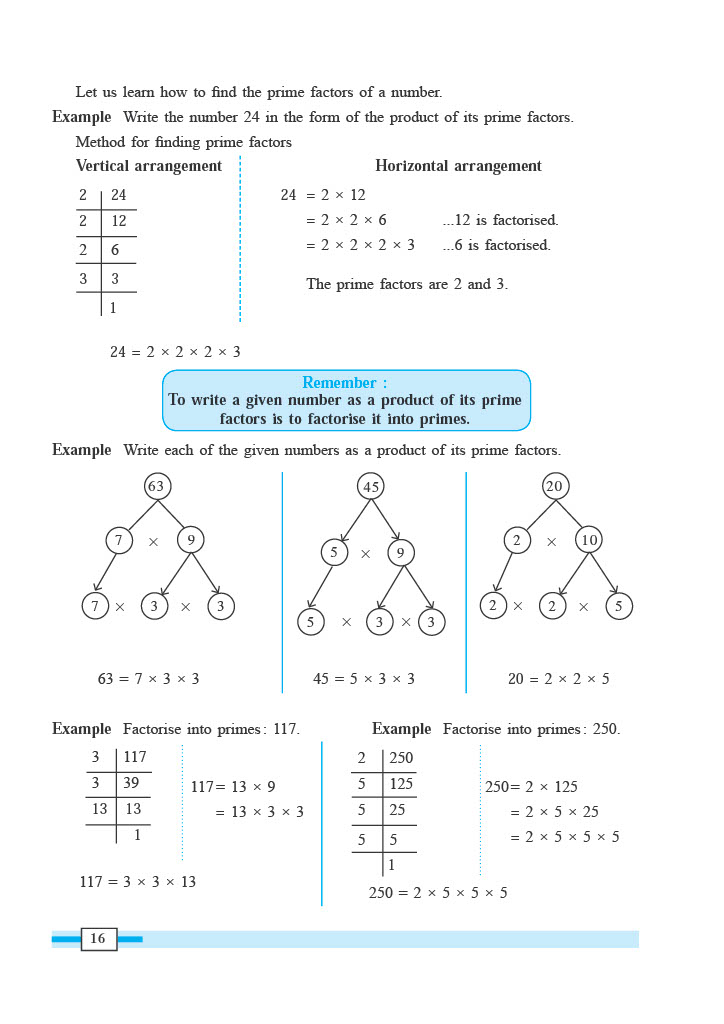 Let us learn how to find the prime factors of a number.
Example Write the number 24 in the form of the product of its prime factors.
Method for finding prime factors
Vertical arrangement
2 24
2 12
2 6
3 3
1
24 = 2 × 2 × 2 × 3
Horizontal arrangement
24 = 2 × 12
= 2 × 2 × 6 ...12 is factorised.
= 2 × 2 × 2 × 3 ...6 is factorised.
The prime factors are 2 and 3.
Remember :
To write a given number as a product of its prime
factors is to factorise it into primes.
Example Write each of the given numbers as a product of its prime factors.
63
7 × 9
7 × 3 × 3
63 = 7 × 3 × 3
45
5 × 9
5 × 3 × 3
45 = 5 × 3 × 3
20
2 × 10
2 × 2 × 5
20 = 2 × 2 × 5
Example Factorise into primes : 117.
3 117
3 39
13 13
1
117 = 3 × 3 × 13
117= 13 × 9
= 13 × 3 × 3
Example Factorise into primes : 250.
2 250
5 125
5 25
5 5
1
250 = 2 × 5 × 5 × 5
250= 2 × 125
= 2 × 5 × 25
= 2 × 5 × 5 × 5
16